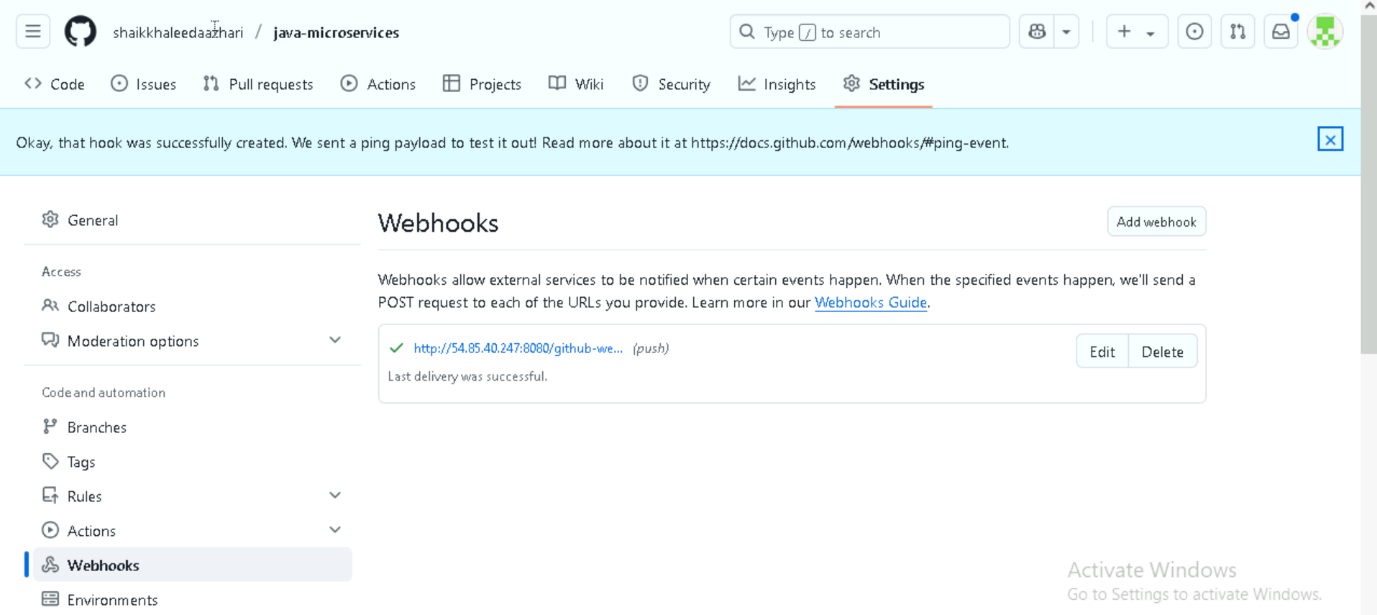 shaikkhaleedaazhari / java-microservices
Type / to search
Code Issues Pull requests Actions Projects Wiki Security Insights Settings
Okay, that hook was successfully created. We sent a ping payload to test it out! Read more about it at https://docs.github.com/webhooks/#ping-event.
General
Access
Collaborators
Moderation options
Code and automation
Branches
Tags
Rules
Actions
Webhooks
Environments
Webhooks
Add webhook
Webhooks allow external services to be notified when certain events happen. When the specified events happen, we'll send a
POST request to each of the URLs you provide. Learn more in our Webhooks Guide.
http://54.85.40.247:8080/github-we... (push)
Edit Delete
Last delivery was successful.
Activate Windows
Go to Settings to activate Windows.